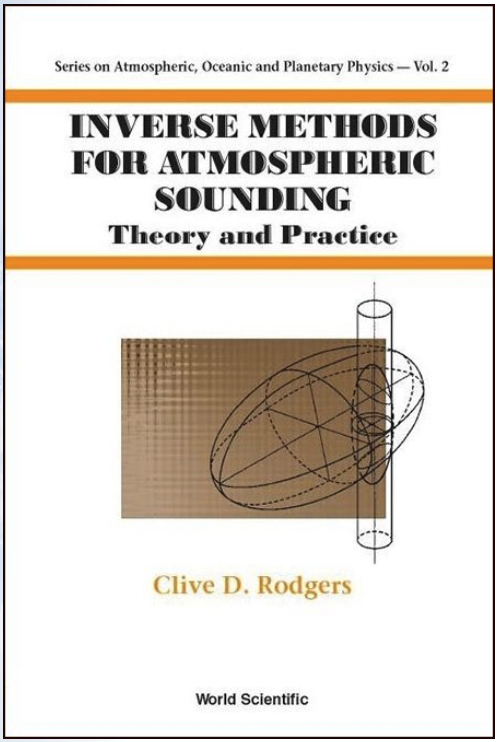 Series on Atmospheric, Oceanic and Planetary Physics — Vol. 2
INVERSE METHODS
FOR ATMOSPHERIC
SOUNDING
Theory and Practice
Clive D. Rodgers
World Scientific